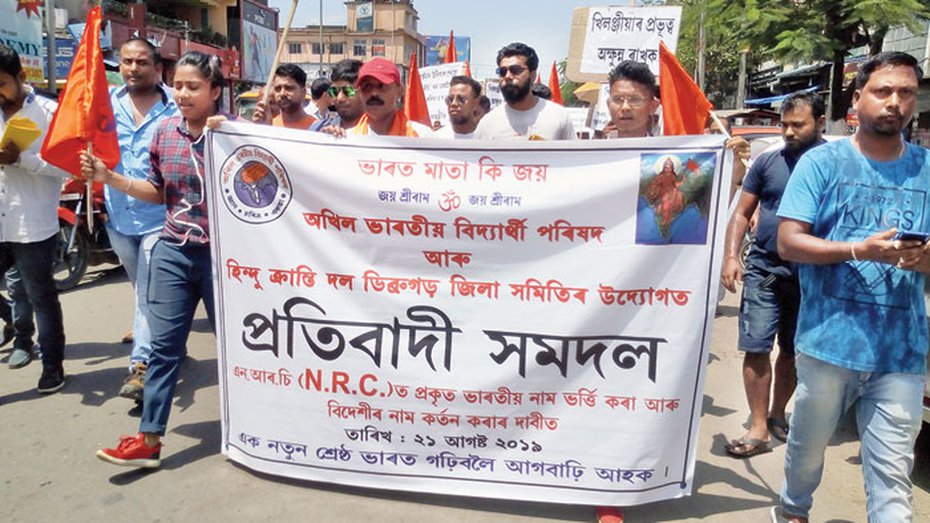 খিলঞ্জীয়াৰ প্ৰভূত্ব
অক্ষুন্ন ৰাখক
ভাৰত মাতা কি জয়
জয় শ্ৰীৰাম ॐ জয় শ্ৰীৰাম
অখিল ভাৰতীয় বিদ্যাৰ্থী পৰিষদ
আৰু
হিন্দু ক্ৰান্তি দল ডিব্ৰুগড় জিলা সমিতিৰ উদ্যোগত
প্ৰতিবাদী সমদল
এন.আৰ.চি (N.R.C.)ত প্ৰকৃত ভাৰতীয় নাম ভৰ্ত্তি কৰা আৰু
বিদেশীৰ নাম কৰ্তন কৰাৰ দাবীত
তাৰিখ : ২১ আগষ্ট ২০১৯
এক নতুন শ্ৰেষ্ঠ ভাৰত গঢ়িবলৈ আগবাঢ়ি আহক ।
KINGS